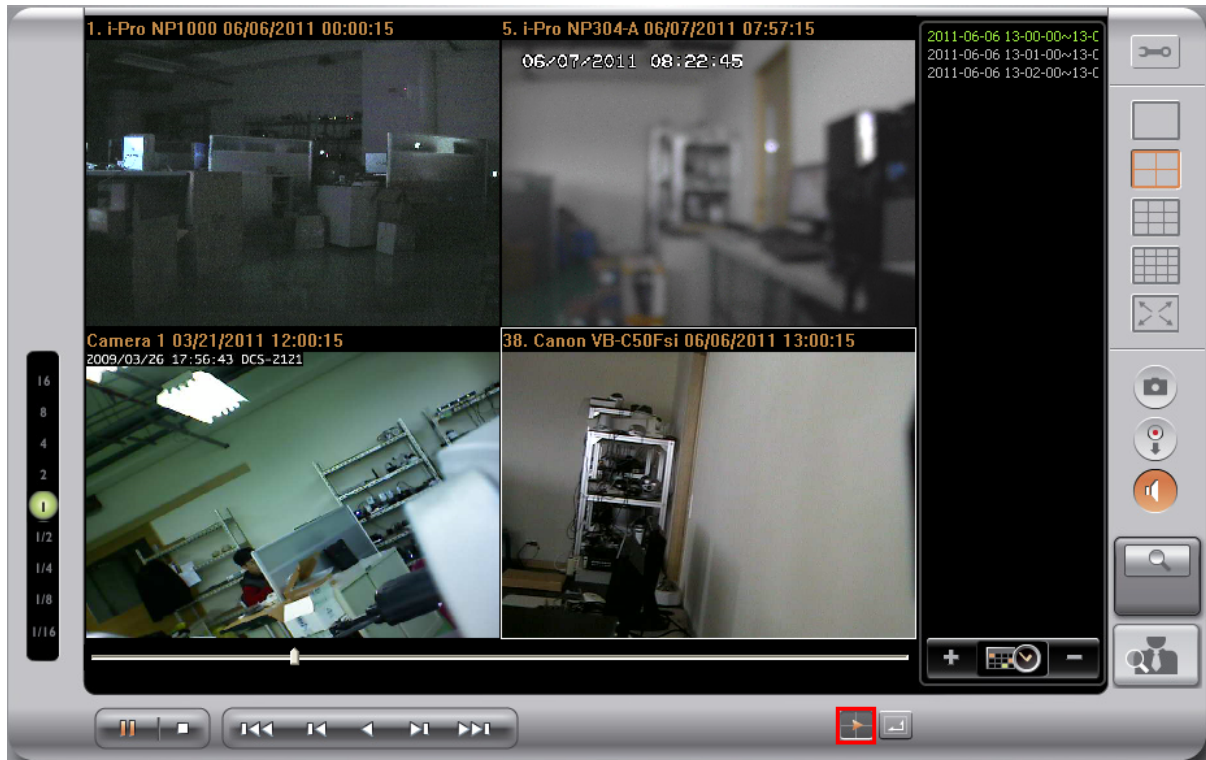 1. i-Pro NP1000 06/06/2011 00:00:15
5. i-Pro NP304-A 06/07/2011 07:57:15
06/07/2011 08:22:45
Camera 1 03/21/2011 12:00:15
2009/03/26 17:56:43 DCS-2121
38. Canon VB-C50Fsi 06/06/2011 13:00:15
2011-06-06 13-00-00~13-0
2011-06-06 13-01-00~13-0
2011-06-06 13-02-00~13-0
16
8
4
2
1
1/2
1/4
1/8
1/16